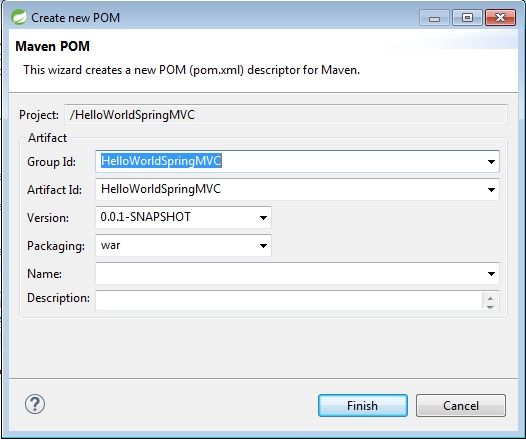 Create new POM
Maven POM
This wizard creates a new POM (pom.xml) descriptor for Maven.
Project: /HelloWorldSpringMVC
Artifact
Group Id: HelloWorldSpringMVC
Artifact Id: HelloWorldSpringMVC
Version: 0.0.1-SNAPSHOT
Packaging: war
Name:
Description:
? Finish Cancel